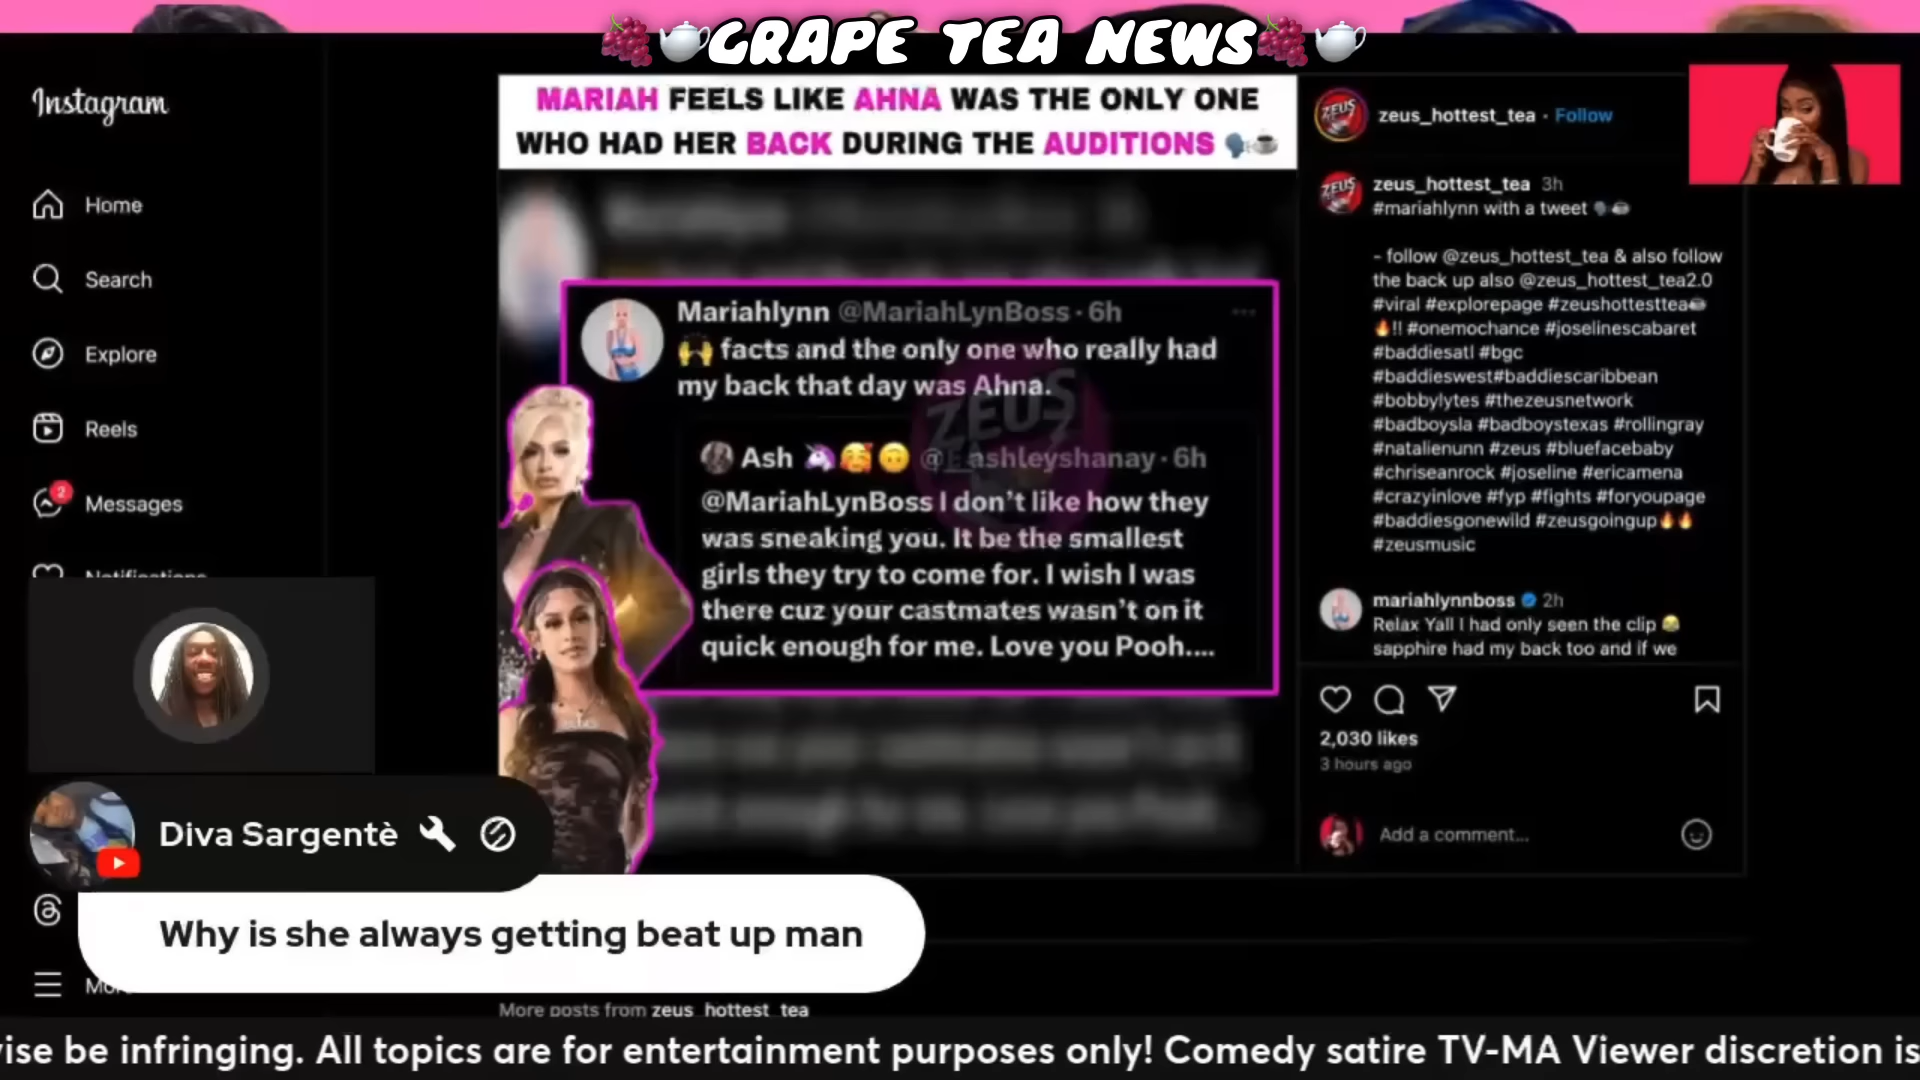 GRAPE TEA NEWS
Instagram
Home
Search
Explore
Reels
2
Messages
Notifications
MARIAH FEELS LIKE AHNA WAS THE ONLY ONE
WHO HAD HER BACK DURING THE AUDITIONS 🗣️☕
Mariahlynn @MariahLynBoss · 6h
🙌 facts and the only one who really had
my back that day was Ahna.
ZEUS
Ash 🦄🥰🙃 @_ashleyshanay · 6h
@MariahLynBoss I don't like how they
was sneaking you. It be the smallest
girls they try to come for. I wish I was
there cuz your castmates wasn't on it
quick enough for me. Love you Pooh....
ZEUS
zeus_hottest_tea · Follow
ZEUS
zeus_hottest_tea 3h
#mariahlynn with a tweet 🗣️☕
- follow @zeus_hottest_tea & also follow
the back up also @zeus_hottest_tea2.0
#viral #explorepage #zeushottesttea☕
🔥!! #onemochance #joselinescabaret
#baddiesatl #bgc
#baddieswest#baddiescaribbean
#bobbylytes #thezeusnetwork
#badboysla #badboystexas #rollingray
#natalienunn #zeus #bluefacebaby
#chriseanrock #joseline #ericamena
#crazyinlove #fyp #fights #foryoupage
#baddiesgonewild #zeusgoingup🔥🔥
#zeusmusic
mariahlynnboss 2h
Relax Yall I had only seen the clip 😂
sapphire had my back too and if we
2,030 likes
3 hours ago
Add a comment...
Diva Sargentè
Why is she always getting beat up man
More posts from zeus_hottest_tea
ise be infringing. All topics are for entertainment purposes only! Comedy satire TV-MA Viewer discretion is